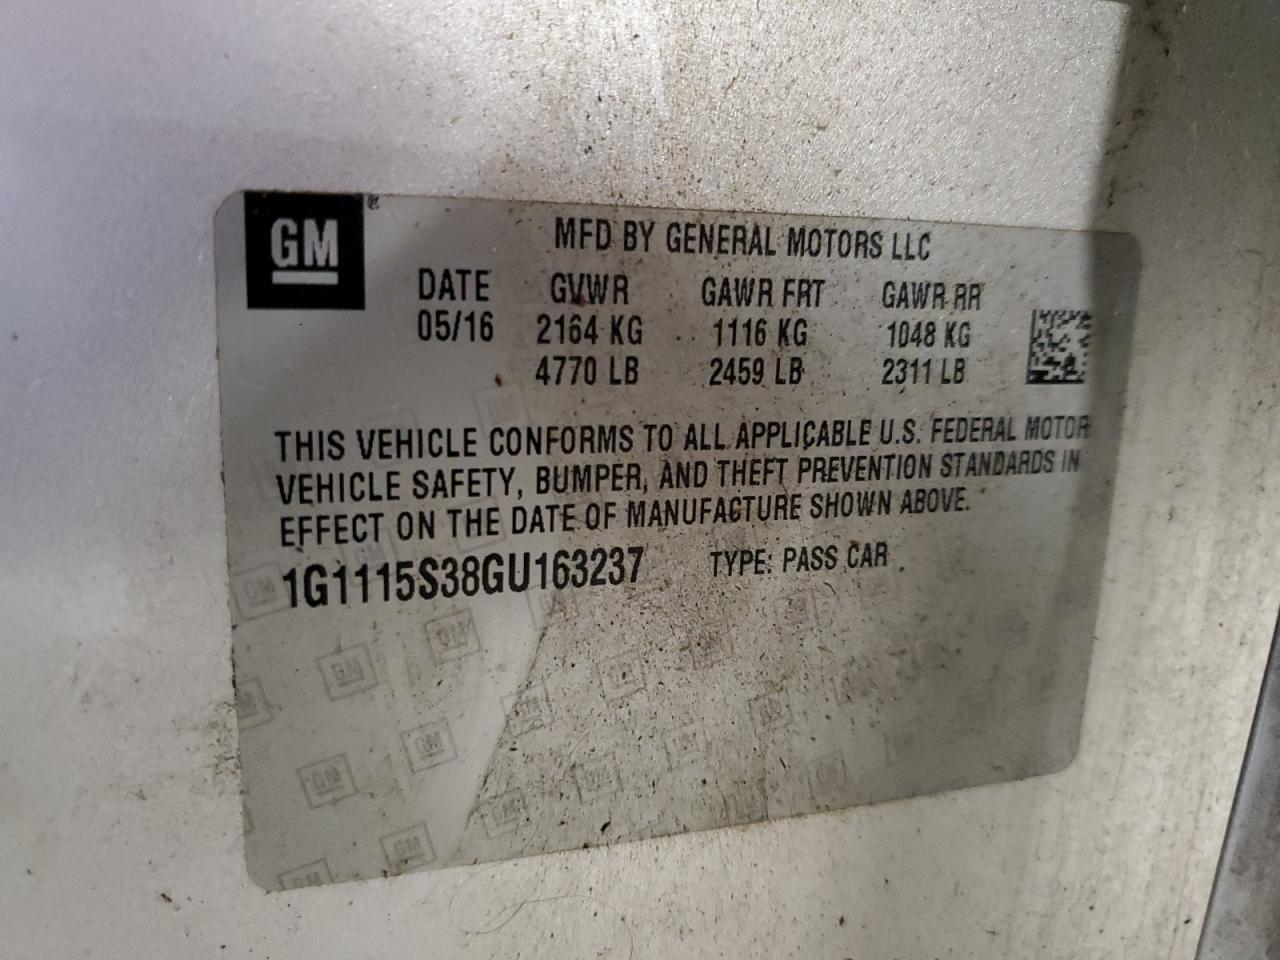 GM ®
MFD BY GENERAL MOTORS LLC
DATE GVWR GAWR FRT GAWR RR
05/16 2164 KG 1116 KG 1048 KG
4770 LB 2459 LB 2311 LB
THIS VEHICLE CONFORMS TO ALL APPLICABLE U.S. FEDERAL MOTOR
VEHICLE SAFETY, BUMPER, AND THEFT PREVENTION STANDARDS IN
EFFECT ON THE DATE OF MANUFACTURE SHOWN ABOVE.
1G1115S38GU163237 TYPE: PASS CAR